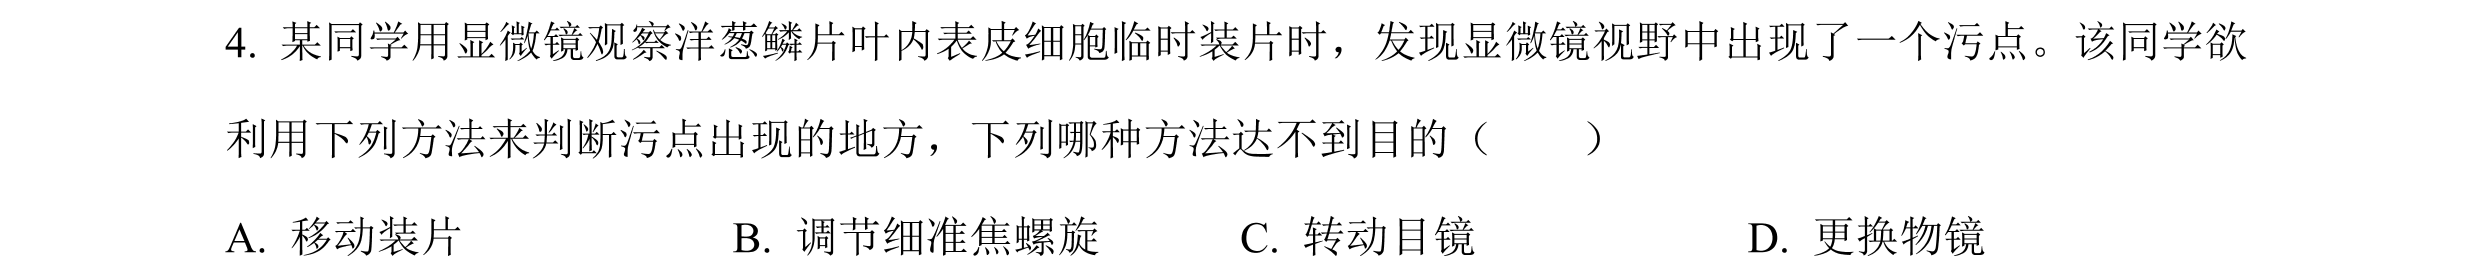 4. 某同学用显微镜观察洋葱鳞片叶内表皮细胞临时装片时，发现显微镜视野中出现了一个污点。该同学欲
利用下列方法来判断污点出现的地方，下列哪种方法达不到目的（　　）
A. 移动装片 B. 调节细准焦螺旋 C. 转动目镜 D. 更换物镜